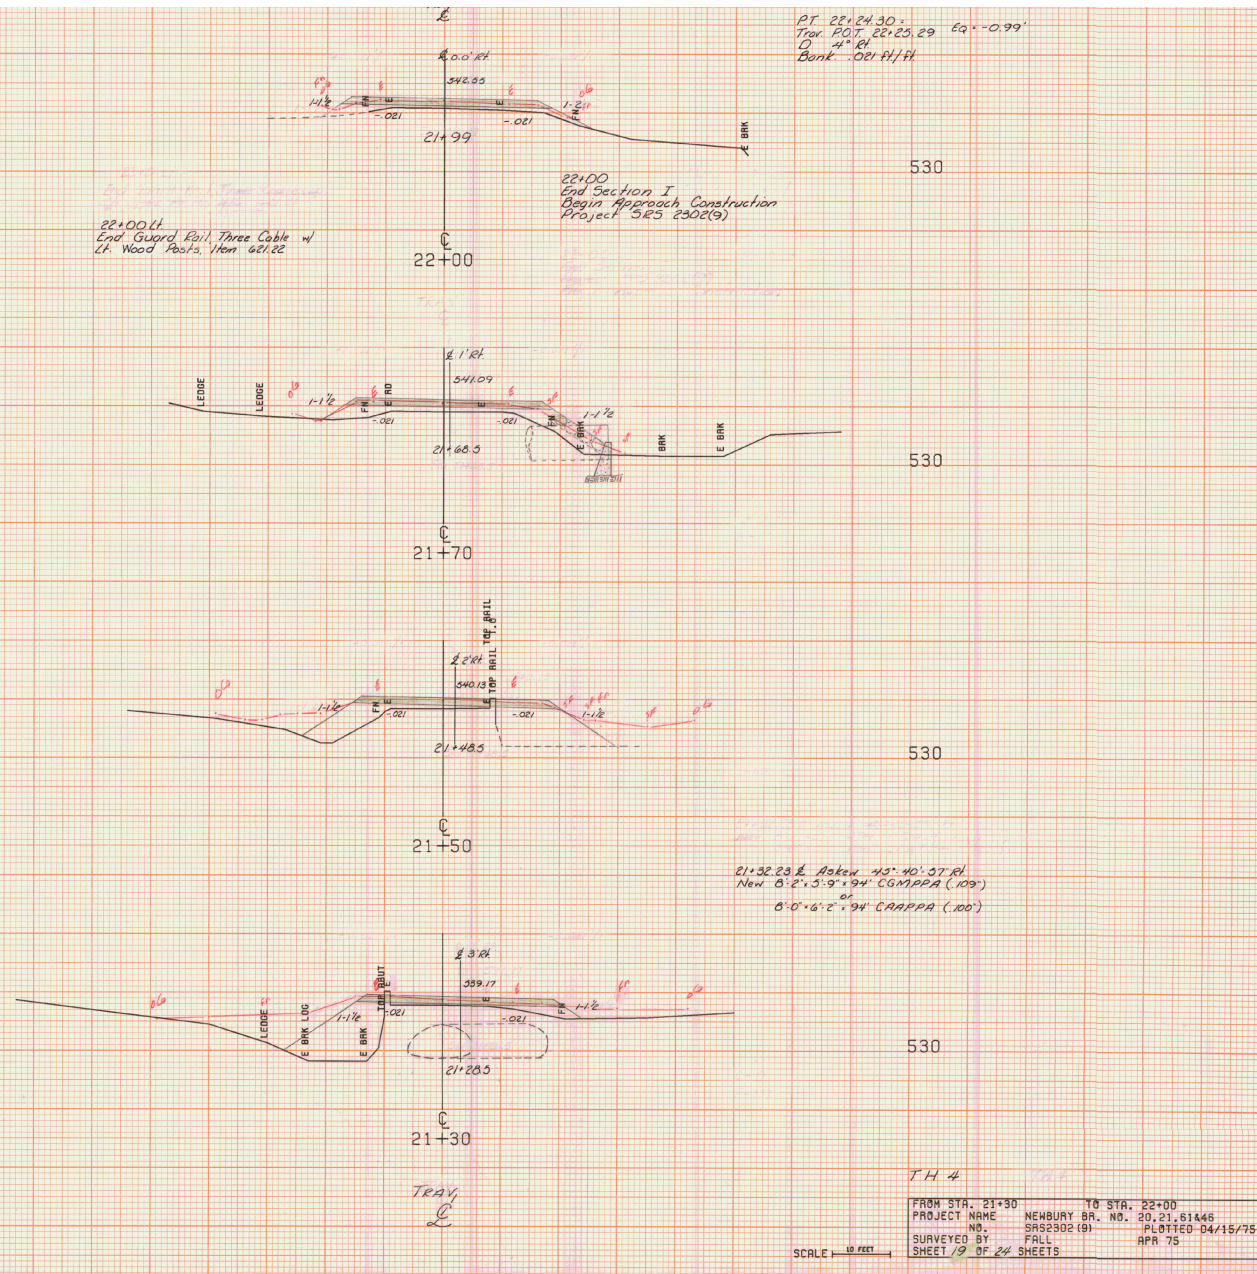 ℄
P.T. 22+24.30 =
Trav. P.O.T. 22+25.29 Eq = -0.99'
D 4° Rt.
Bank .021 ft/ft
℄ 0.0' Rt
542.55
1-1½ FN E E 1-2 FN
-.021 -.021
21+99
E BRK
530
22+00
End Section I
Begin Approach Construction
Project SRS 2302(9)
22+00 Lt.
End Guard Rail, Three Cable w/
Lt. Wood Posts, Item 621.22
℄
22+00
℄ 1' Rt.
541.09
LEDGE LEDGE 1-1½ FN E RD E FN 1-1½ E BRK BRK E BRK
-.021 -.021
21+68.5
530
℄
21+70
TOP RAIL
℄ 2' Rt.
540.13
TOP RAIL
1-1½ FN E E 1-1½
-.021 -.021
21+48.5
530
℄
21+50
21+32.23 ℄ Askew 45°-40'-37" Rt
New 8'-2" x 5'-9" x 94' CGMPPA (.109")
or
8'-0" x 6'-2" x 94' CAAPPA (.100")
℄ 3' Rt.
539.17
LEDGE E BRK LOG 1-1½ E BRK TOP ABUT E E FN 1-1½
-.021 -.021
21+28.5
530
℄
21+30
TRAV,
℄
TH 4
FROM STA. 21+30 TO STA. 22+00
PROJECT NAME NEWBURY BR. NO. 20,21,61&46
NO. SRS2302(9) PLOTTED 04/15/75
SURVEYED BY FALL APR 75
SHEET 19 OF 24 SHEETS
SCALE 10 FEET